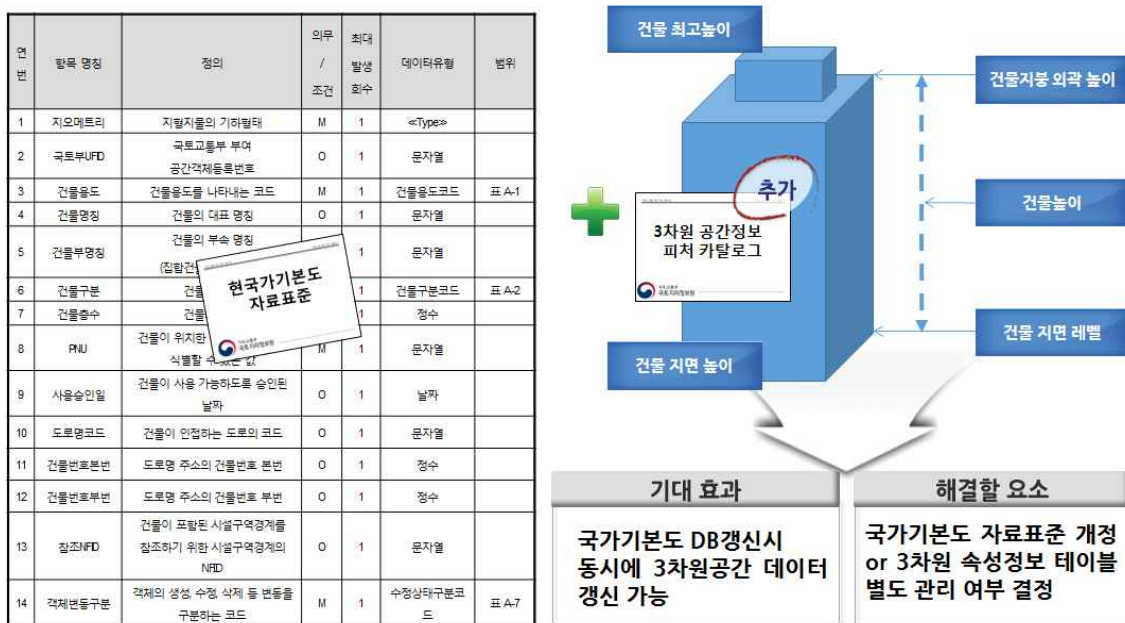 연번 항목 명칭 정의 의무/조건 최대발생회수 데이터유형 범위
1 지오메트리 지형지물의 기하형태 M 1 ≪Type≫
2 국토부UFID 국토교통부 부여 공간객체등록번호 O 1 문자열
3 건물용도 건물용도를 나타내는 코드 M 1 건물용도코드 표 A-1
4 건물명칭 건물의 대표 명칭 O 1 문자열
5 건물부명칭 건물의 부속 명칭 1 문자열
6 건물구분 1 건물구분코드 표 A-2
7 건물층수 1 정수
8 PNU 건물이 위치한 식별할 수 있는 값 M 1 문자열
9 사용승인일 건물이 사용 가능하도록 승인된 날짜 O 1 날짜
10 도로명코드 건물이 인접하는 도로의 코드 O 1 문자열
11 건물번호본번 도로명 주소의 건물번호 본번 O 1 정수
12 건물번호부번 도로명 주소의 건물번호 부번 O 1 정수
13 참조NFID 건물이 포함된 시설구역경계를 참조하기 위한 시설구역경계의 NFID O 1 문자열
14 객체변동구분 객체의 생성, 수정, 삭제 등 변동을 구분하는 코드 M 1 수정상태구분코드 표 A-7
현국가기본도
자료표준
국토지리정보원
건물 최고높이
건물지붕 외곽 높이
건물높이
건물 지면 레벨
건물 지면 높이
추가
3차원 공간정보
피처 카탈로그
국토지리정보원
기대 효과
국가기본도 DB갱신시
동시에 3차원공간 데이터
갱신 가능
해결할 요소
국가기본도 자료표준 개정
or 3차원 속성정보 테이블
별도 관리 여부 결정